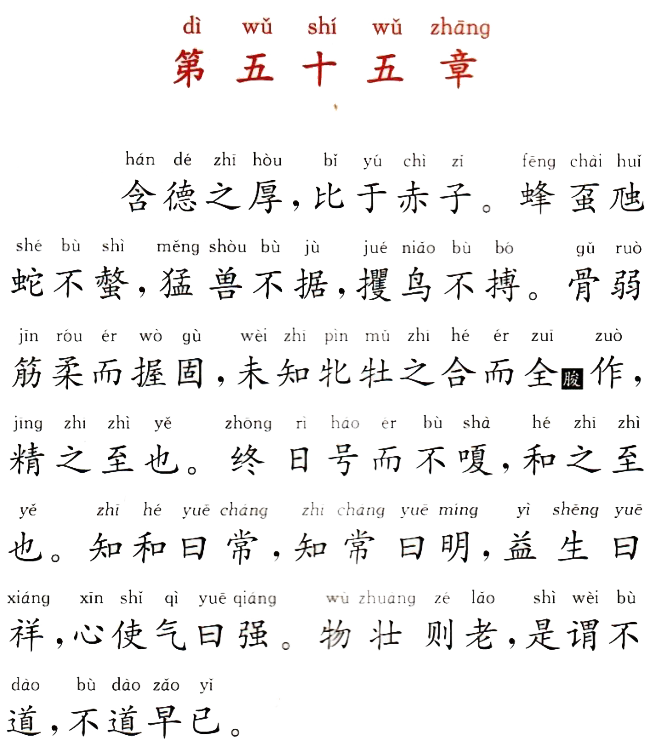 dì wǔ shí wǔ zhāng
第五十五章
hán dé zhī hòu bǐ yú chì zǐ fēng chài huǐ
含德之厚,比于赤子。蜂虿虺
shé bù shì měng shòu bù jù jué niǎo bù bó gǔ ruò
蛇不螫,猛兽不据,攫鸟不搏。骨弱
jīn róu ér wò gù wèi zhī pìn mǔ zhī hé ér zuī zuò
筋柔而握固,未知牝牡之合而全朘作,
jīng zhī zhì yě zhōng rì háo ér bù shà hé zhī zhì
精之至也。终日号而不嗄,和之至
yě zhī hé yuē cháng zhī cháng yuē míng yì shēng yuē
也。知和曰常,知常曰明,益生曰
xiáng xīn shǐ qì yuē qiáng wù zhuàng zé lǎo shì wèi bù
祥,心使气曰强。物壮则老,是谓不
dào bù dào zǎo yǐ
道,不道早已。